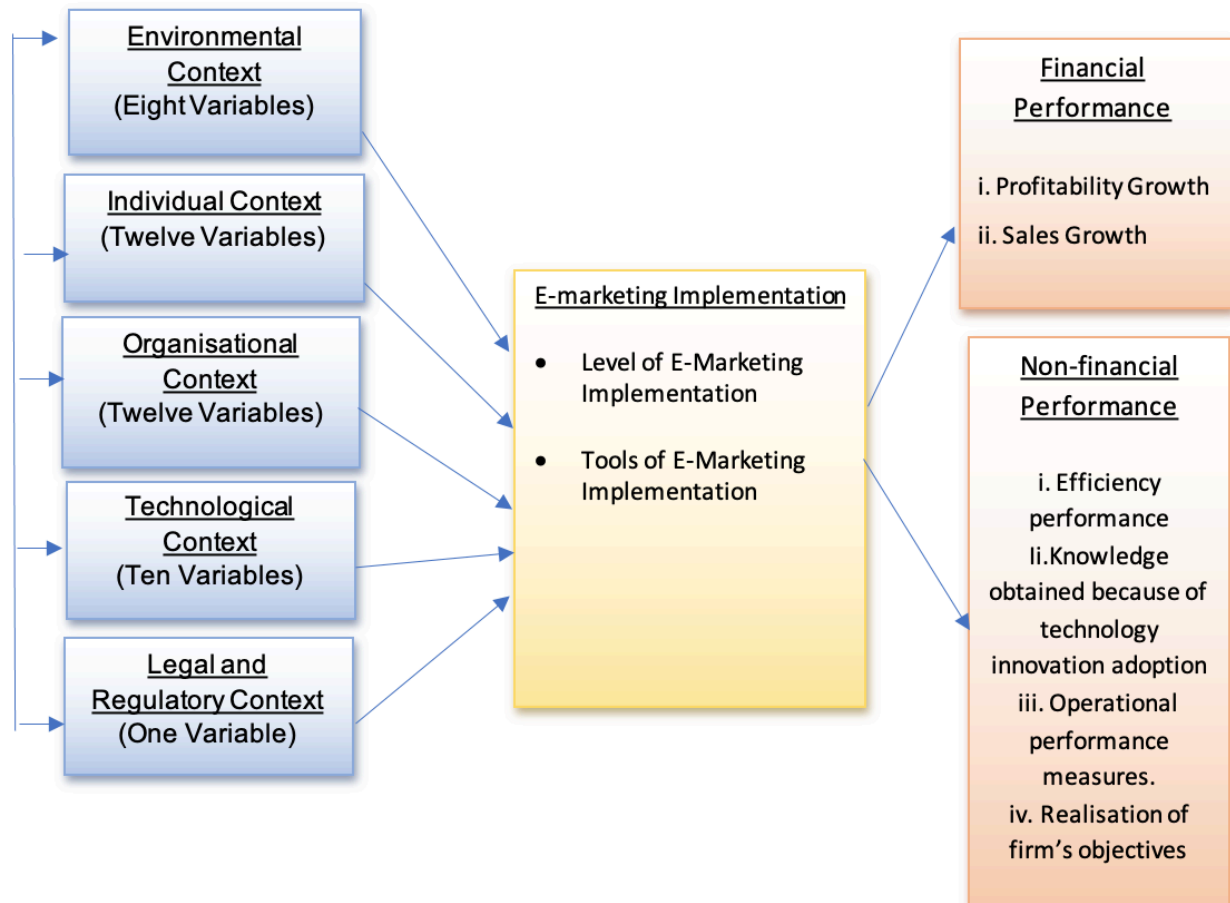 Environmental
Context
(Eight Variables)
Individual Context
(Twelve Variables)
Organisational
Context
(Twelve Variables)
Technological
Context
(Ten Variables)
Legal and
Regulatory Context
(One Variable)
E-marketing Implementation
• Level of E-Marketing
Implementation
• Tools of E-Marketing
Implementation
Financial
Performance
i. Profitability Growth
ii. Sales Growth
Non-financial
Performance
i. Efficiency
performance
Ii.Knowledge
obtained because of
technology
innovation adoption
iii. Operational
performance
measures.
iv. Realisation of
firm’s objectives